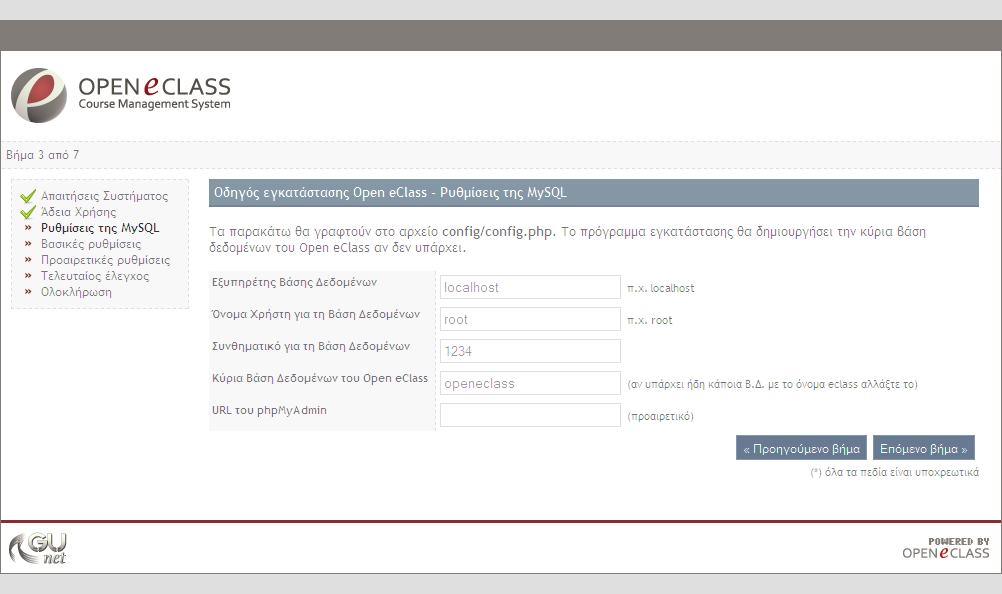 OPEN eCLASS
Course Management System
Βήμα 3 από 7
Απαιτήσεις Συστήματος
Άδεια Χρήσης
» Ρυθμίσεις της MySQL
» Βασικές ρυθμίσεις
» Προαιρετικές ρυθμίσεις
» Τελευταίος έλεγχος
» Ολοκλήρωση
Οδηγός εγκατάστασης Open eClass - Ρυθμίσεις της MySQL
Τα παρακάτω θα γραφτούν στο αρχείο config/config.php. Το πρόγραμμα εγκατάστασης θα δημιουργήσει την κύρια βάση
δεδομένων του Open eClass αν δεν υπάρχει.
Εξυπηρέτης Βάσης Δεδομένων localhost π.χ. localhost
Όνομα Χρήστη για τη Βάση Δεδομένων root π.χ. root
Συνθηματικό για τη Βάση Δεδομένων 1234
Κύρια Βάση Δεδομένων του Open eClass openeclass (αν υπάρχει ήδη κάποια Β.Δ. με το όνομα eclass αλλάξτε το)
URL του phpMyAdmin (προαιρετικό)
« Προηγούμενο βήμα Επόμενο βήμα »
(*) όλα τα πεδία είναι υποχρεωτικά
GUnet
POWERED BY
OPEN eCLASS